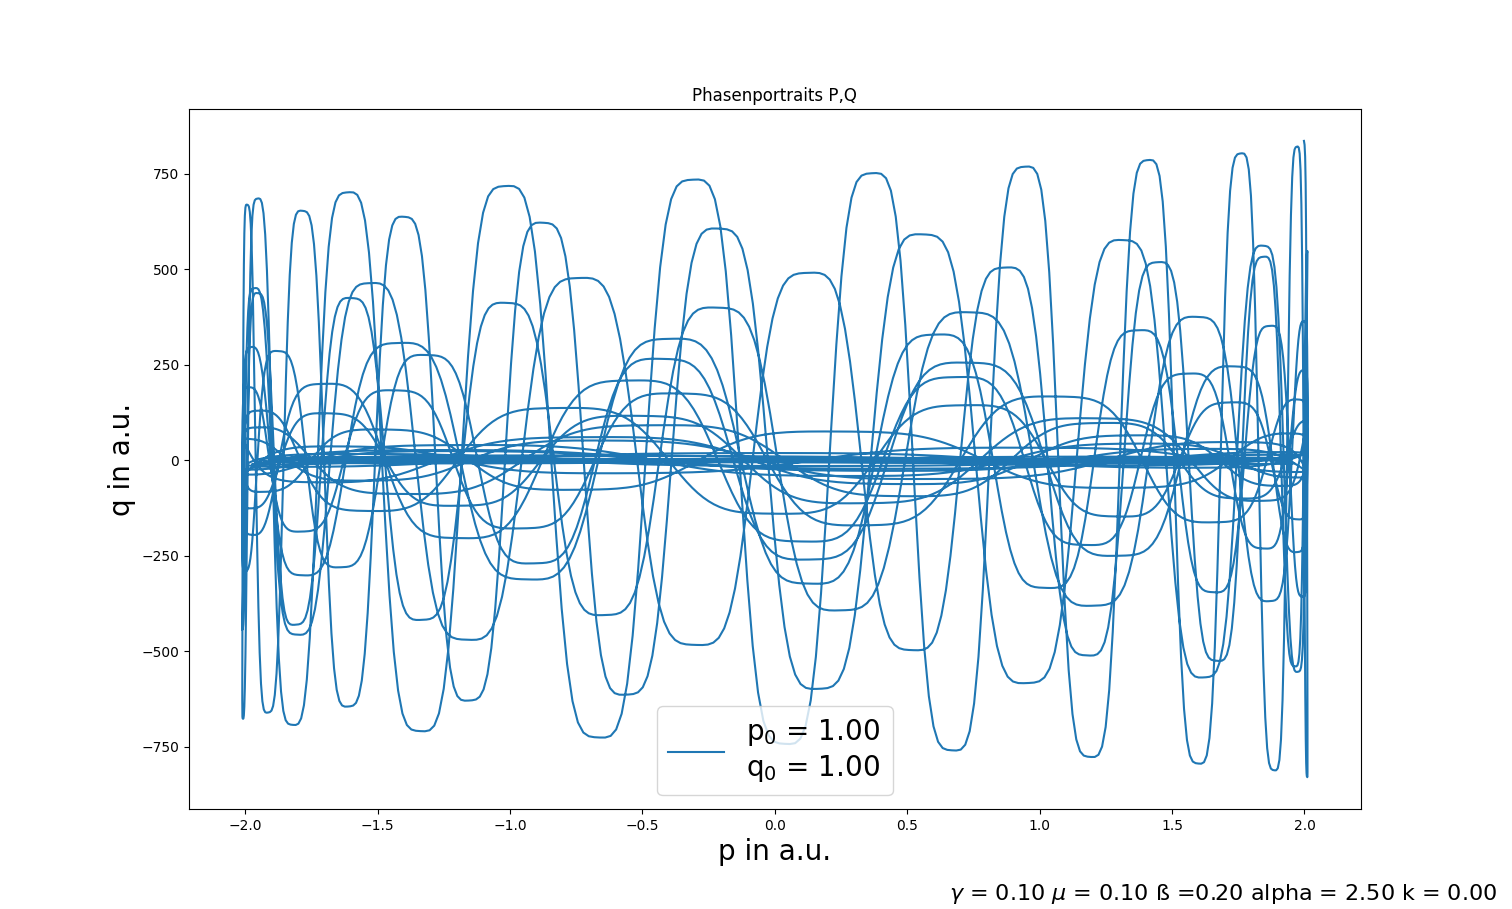 Phasenportraits P,Q
q in a.u.
750
500
250
0
−250
−500
−750
p₀ = 1.00
q₀ = 1.00
−2.0 −1.5 −1.0 −0.5 0.0 0.5 1.0 1.5 2.0
p in a.u.
γ = 0.10 μ = 0.10 ß =0.20 alpha = 2.50 k = 0.00